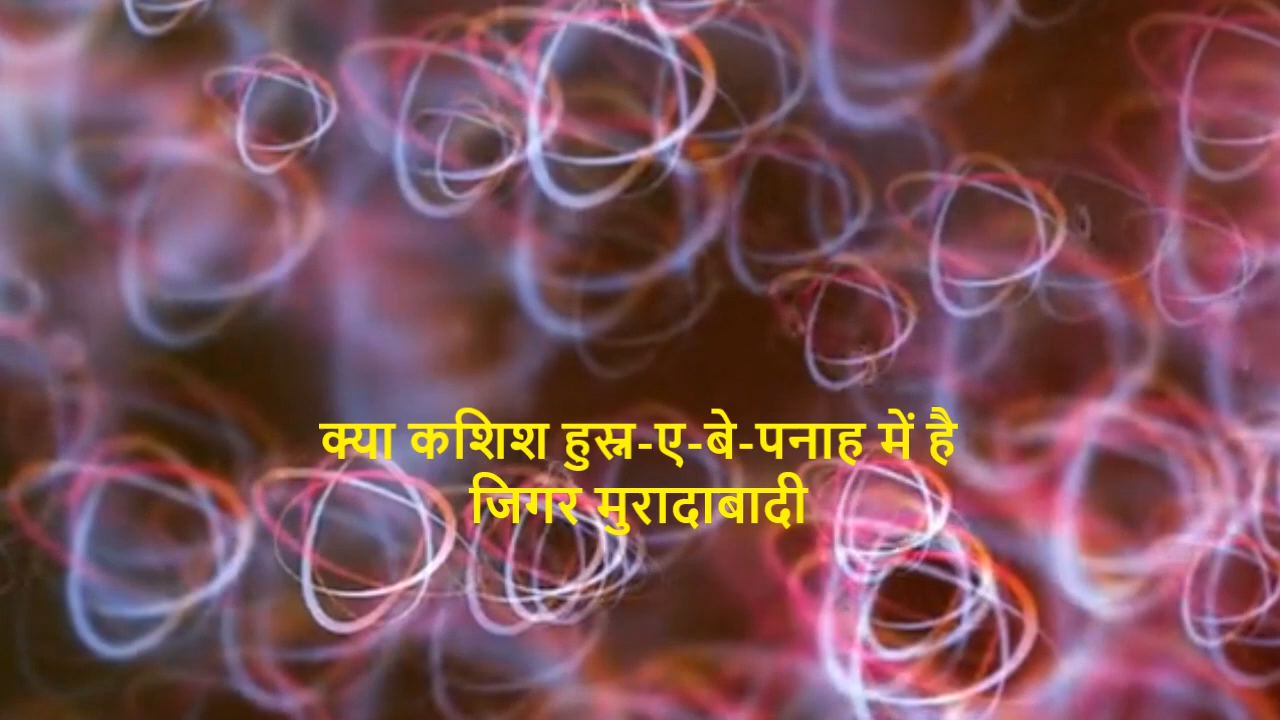 क्या कशिश हुस्न-ए-बे-पनाह में है
जिगर मुरादाबादी